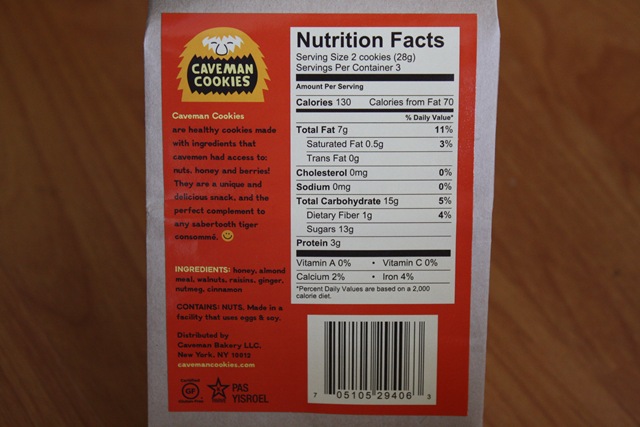 CAVEMAN
COOKIES
Caveman Cookies
are healthy cookies made
with ingredients that
cavemen had access to:
nuts, honey and berries!
They are a unique and
delicious snack, and the
perfect complement to
any sabertooth tiger
consommé.
INGREDIENTS: honey, almond
meal, walnuts, raisins, ginger,
nutmeg, cinnamon
CONTAINS: NUTS. Made in a
facility that uses eggs & soy.
Distributed by
Caveman Bakery LLC.
New York, NY 10012
cavemancookies.com
GF
PAS
YISROEL
Nutrition Facts
Serving Size 2 cookies (28g)
Servings Per Container 3
Amount Per Serving
Calories 130 Calories from Fat 70
% Daily Value*
Total Fat 7g 11%
Saturated Fat 0.5g 3%
Trans Fat 0g
Cholesterol 0mg 0%
Sodium 0mg 0%
Total Carbohydrate 15g 5%
Dietary Fiber 1g 4%
Sugars 13g
Protein 3g
Vitamin A 0% • Vitamin C 0%
Calcium 2% • Iron 4%
*Percent Daily Values are based on a 2,000
calorie diet.
7 05105 29406 3